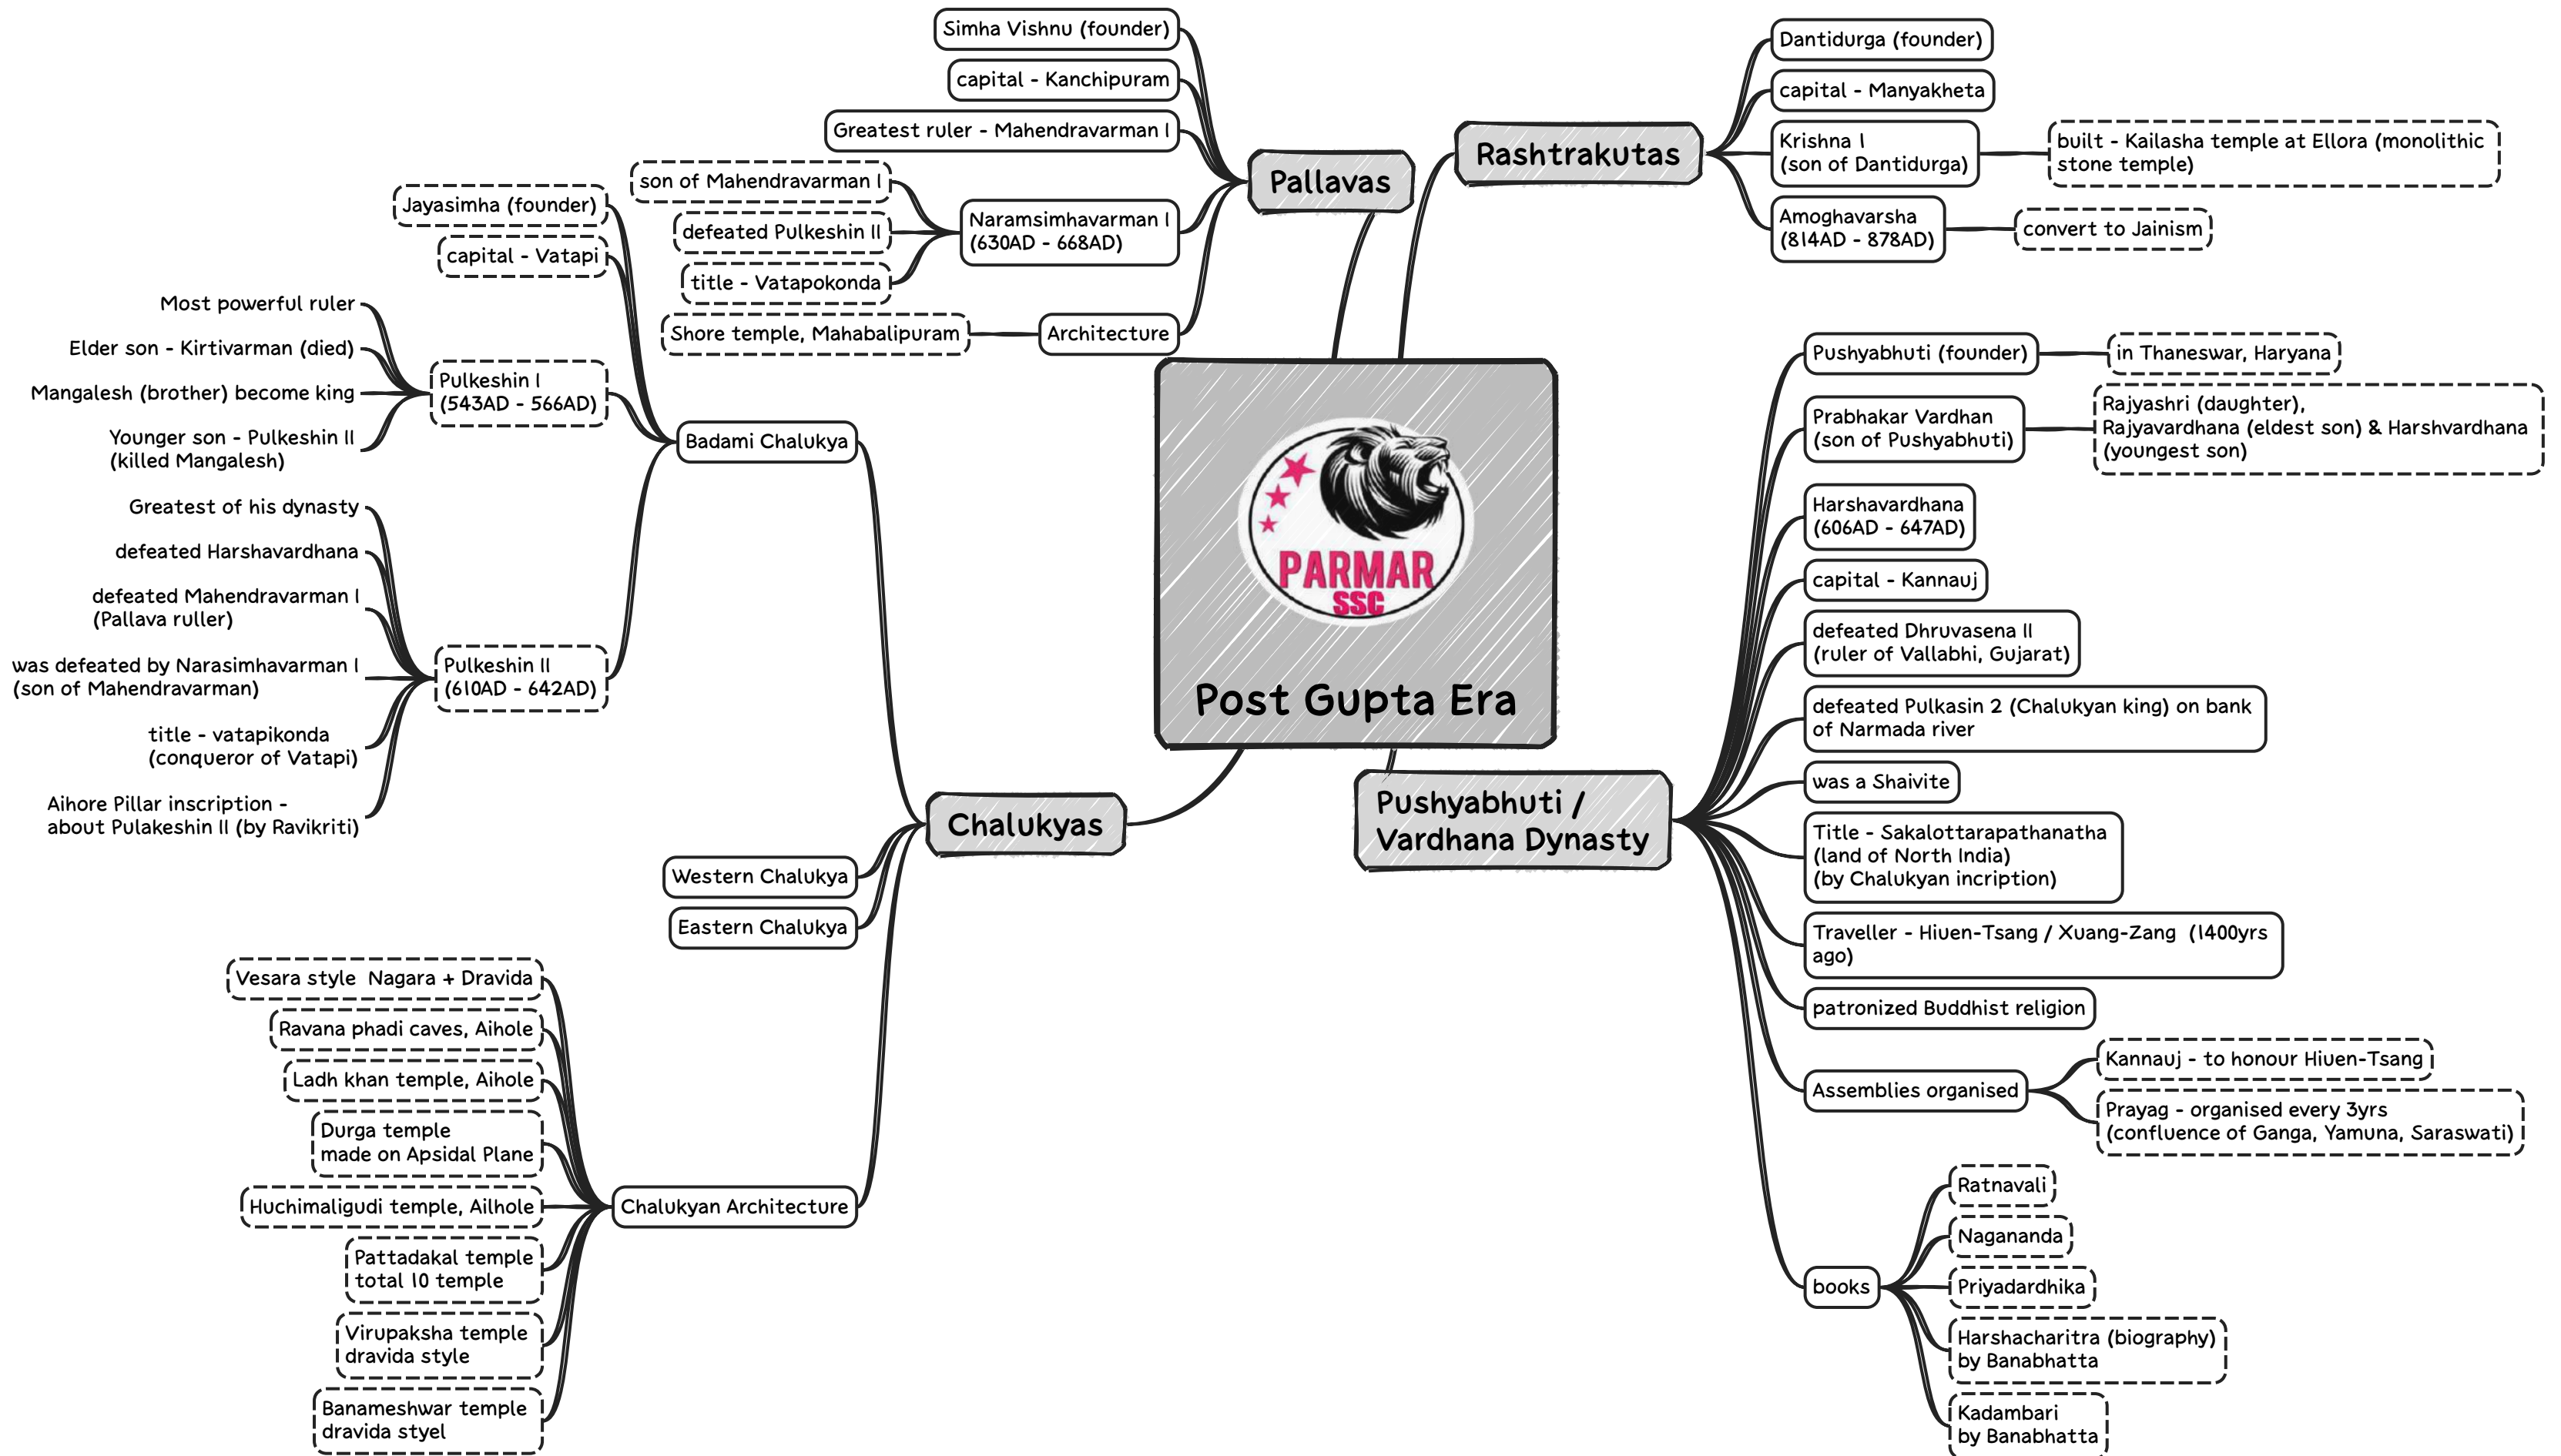 Post Gupta Era
PARMAR
SSC
Pallavas
Simha Vishnu (founder)
capital - Kanchipuram
Greatest ruler - Mahendravarman I
Naramsimhavarman I
(630AD - 668AD)
son of Mahendravarman I
defeated Pulkeshin II
title - Vatapokonda
Architecture
Shore temple, Mahabalipuram
Rashtrakutas
Dantidurga (founder)
capital - Manyakheta
Krishna I
(son of Dantidurga)
built - Kailasha temple at Ellora (monolithic
stone temple)
Amoghavarsha
(814AD - 878AD)
convert to Jainism
Chalukyas
Badami Chalukya
Jayasimha (founder)
capital - Vatapi
Pulkeshin I
(543AD - 566AD)
Most powerful ruler
Elder son - Kirtivarman (died)
Mangalesh (brother) become king
Younger son - Pulkeshin II
(killed Mangalesh)
Pulkeshin II
(610AD - 642AD)
Greatest of his dynasty
defeated Harshavardhana
defeated Mahendravarman I
(Pallava ruller)
was defeated by Narasimhavarman I
(son of Mahendravarman)
title - vatapikonda
(conqueror of Vatapi)
Aihore Pillar inscription -
about Pulakeshin II (by Ravikriti)
Western Chalukya
Eastern Chalukya
Chalukyan Architecture
Vesara style  Nagara + Dravida
Ravana phadi caves, Aihole
Ladh khan temple, Aihole
Durga temple
made on Apsidal Plane
Huchimaligudi temple, Ailhole
Pattadakal temple
total 10 temple
Virupaksha temple
dravida style
Banameshwar temple
dravida styel
Pushyabhuti /
Vardhana Dynasty
Pushyabhuti (founder)
in Thaneswar, Haryana
Prabhakar Vardhan
(son of Pushyabhuti)
Rajyashri (daughter),
Rajyavardhana (eldest son) & Harshvardhana
(youngest son)
Harshavardhana
(606AD - 647AD)
capital - Kannauj
defeated Dhruvasena II
(ruler of Vallabhi, Gujarat)
defeated Pulkasin 2 (Chalukyan king) on bank
of Narmada river
was a Shaivite
Title - Sakalottarapathanatha
(land of North India)
(by Chalukyan incription)
Traveller - Hiuen-Tsang / Xuang-Zang  (1400yrs
ago)
patronized Buddhist religion
Assemblies organised
Kannauj - to honour Hiuen-Tsang
Prayag - organised every 3yrs
(confluence of Ganga, Yamuna, Saraswati)
books
Ratnavali
Nagananda
Priyadardhika
Harshacharitra (biography)
by Banabhatta
Kadambari
by Banabhatta